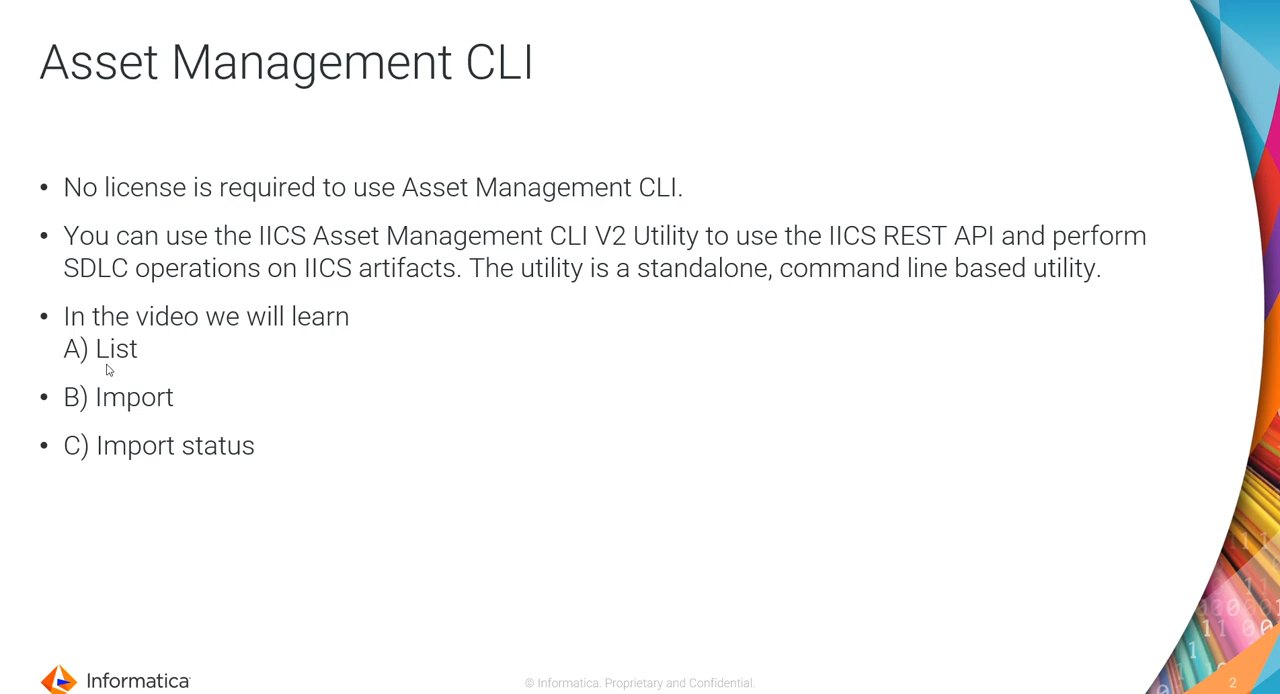 Asset Management CLI
• No license is required to use Asset Management CLI.
• You can use the IICS Asset Management CLI V2 Utility to use the IICS REST API and perform
SDLC operations on IICS artifacts. The utility is a standalone, command line based utility.
• In the video we will learn
A) List
• B) Import
• C) Import status
Informatica
© Informatica. Proprietary and Confidential.
2